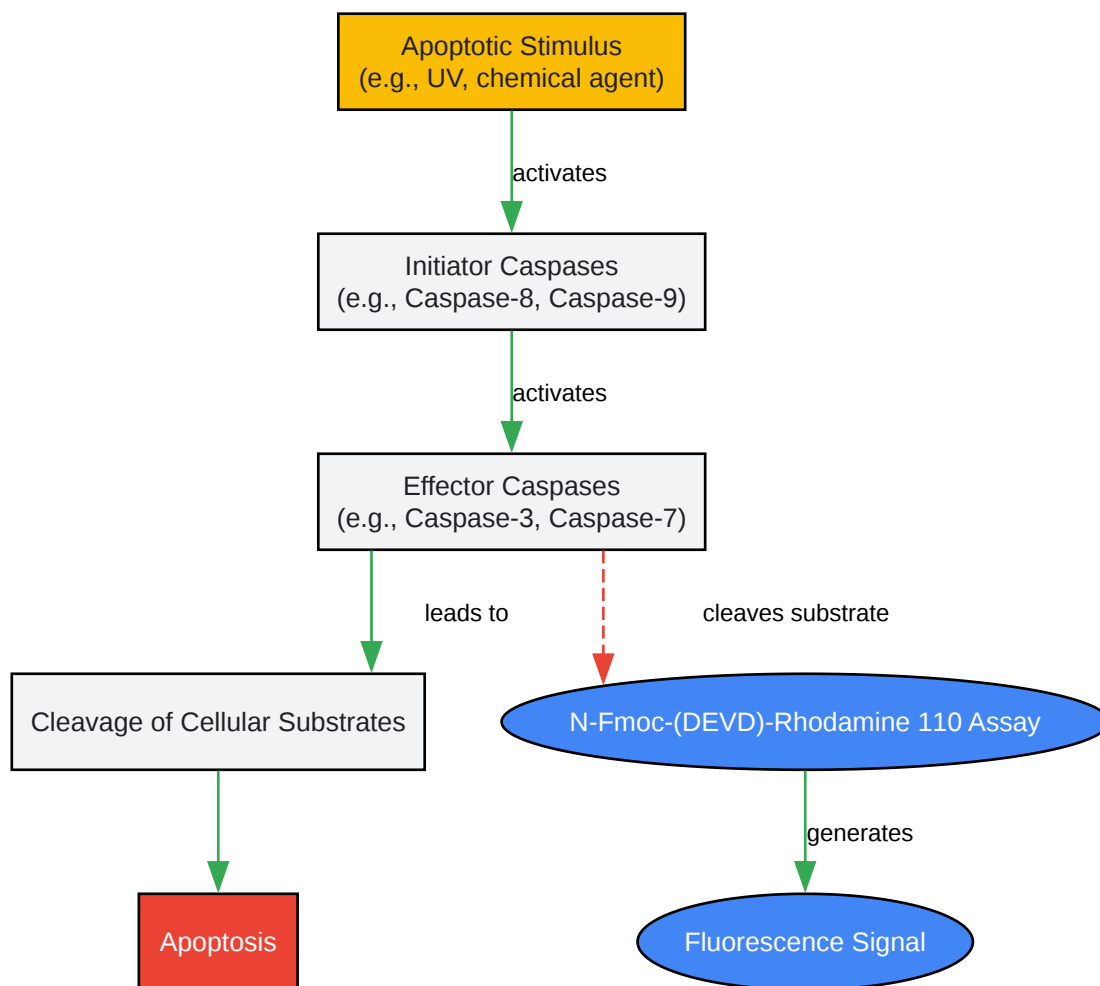 Apoptotic Stimulus
(e.g., UV, chemical agent)
activates
Initiator Caspases
(e.g., Caspase-8, Caspase-9)
activates
Effector Caspases
(e.g., Caspase-3, Caspase-7)
leads to
cleaves substrate
Cleavage of Cellular Substrates
N-Fmoc-(DEVD)-Rhodamine 110 Assay
generates
Apoptosis
Fluorescence Signal